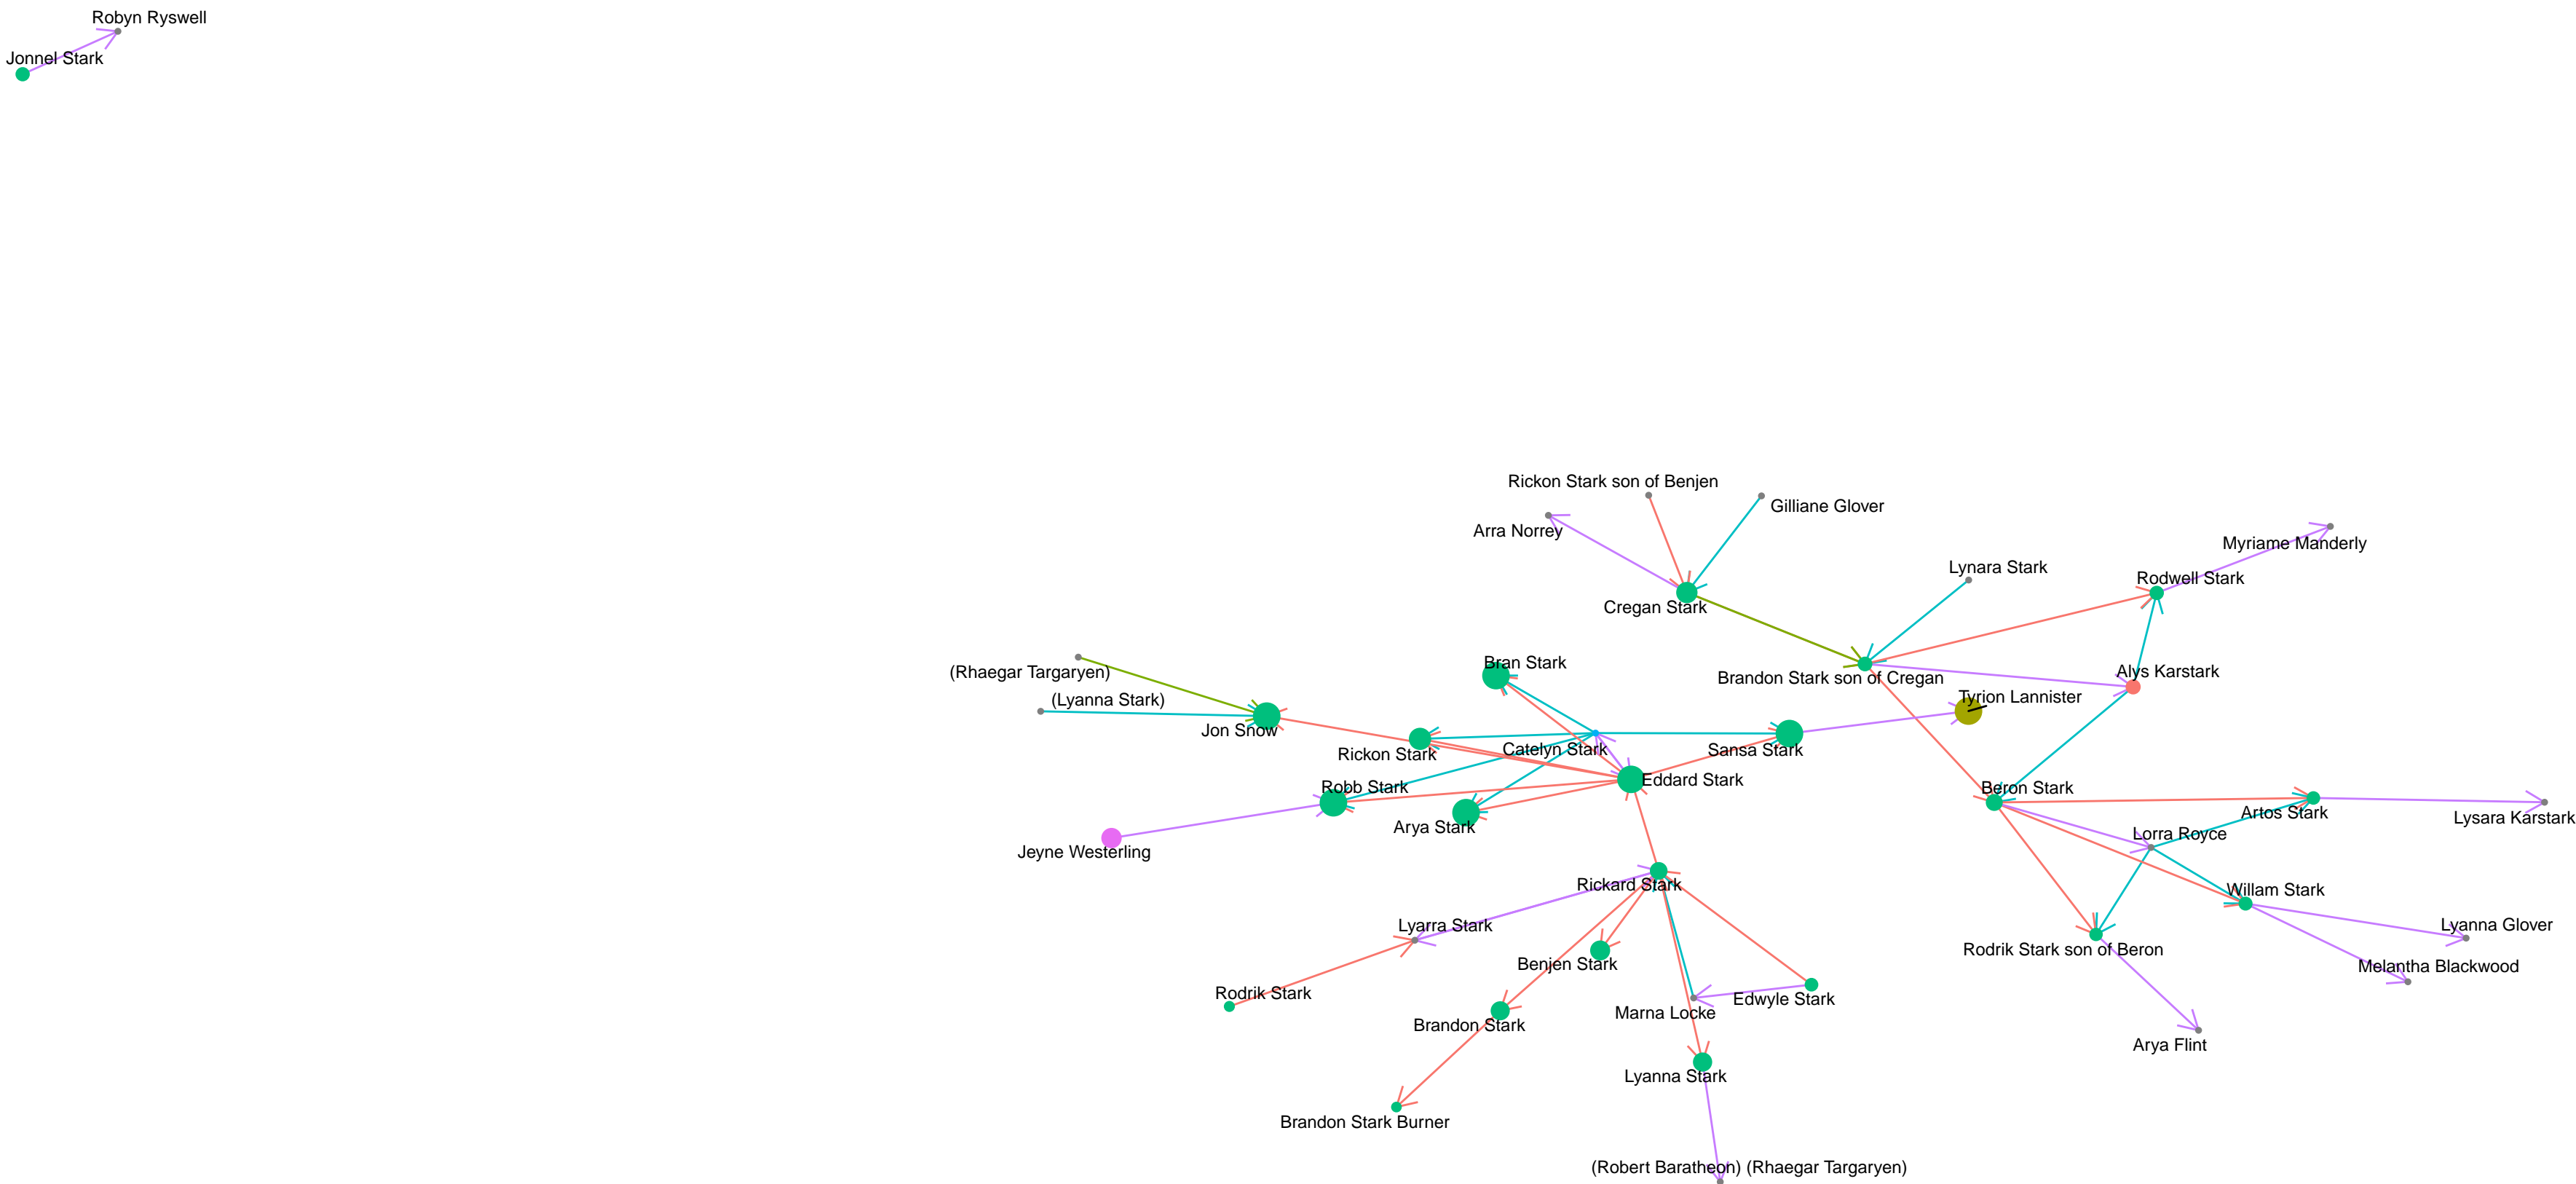 Robyn Ryswell
Jonnel Stark
Rickon Stark son of Benjen
Gilliane Glover
Arra Norrey
Myriame Manderly
Lynara Stark
Rodwell Stark
Cregan Stark
Bran Stark
(Rhaegar Targaryen)
Alys Karstark
Brandon Stark son of Cregan
(Lyanna Stark)
Tyrion Lannister
Jon Snow
Rickon Stark
Catelyn Stark
Sansa Stark
Eddard Stark
Robb Stark
Beron Stark
Artos Stark
Lysara Karstark
Arya Stark
Lorra Royce
Jeyne Westerling
Rickard Stark
Willam Stark
Lyarra Stark
Lyanna Glover
Rodrik Stark son of Beron
Benjen Stark
Melantha Blackwood
Rodrik Stark
Edwyle Stark
Marna Locke
Brandon Stark
Arya Flint
Lyanna Stark
Brandon Stark Burner
(Robert Baratheon) (Rhaegar Targaryen)